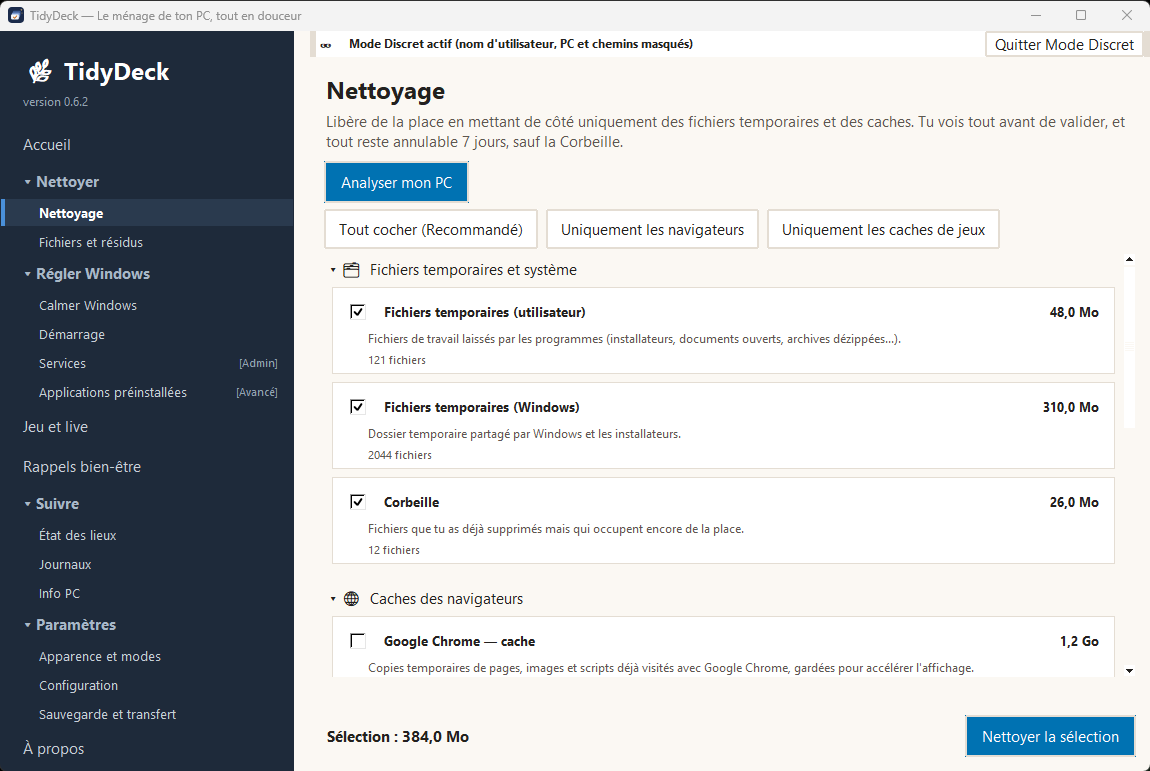 TidyDeck — Le ménage de ton PC, tout en douceur
TidyDeck
version 0.6.2
Accueil
Nettoyer
Nettoyage
Fichiers et résidus
Régler Windows
Calmer Windows
Démarrage
Services [Admin]
Applications préinstallées [Avancé]
Jeu et live
Rappels bien-être
Suivre
État des lieux
Journaux
Info PC
Paramètres
Apparence et modes
Configuration
Sauvegarde et transfert
À propos
Mode Discret actif (nom d'utilisateur, PC et chemins masqués)
Quitter Mode Discret
Nettoyage
Libère de la place en mettant de côté uniquement des fichiers temporaires et des caches. Tu vois tout avant de valider, et
tout reste annulable 7 jours, sauf la Corbeille.
Analyser mon PC
Tout cocher (Recommandé) Uniquement les navigateurs Uniquement les caches de jeux
Fichiers temporaires et système
Fichiers temporaires (utilisateur) 48,0 Mo
Fichiers de travail laissés par les programmes (installateurs, documents ouverts, archives dézippées...).
121 fichiers
Fichiers temporaires (Windows) 310,0 Mo
Dossier temporaire partagé par Windows et les installateurs.
2044 fichiers
Corbeille 26,0 Mo
Fichiers que tu as déjà supprimés mais qui occupent encore de la place.
12 fichiers
Caches des navigateurs
Google Chrome — cache 1,2 Go
Copies temporaires de pages, images et scripts déjà visités avec Google Chrome, gardées pour accélérer l'affichage.
Sélection : 384,0 Mo
Nettoyer la sélection